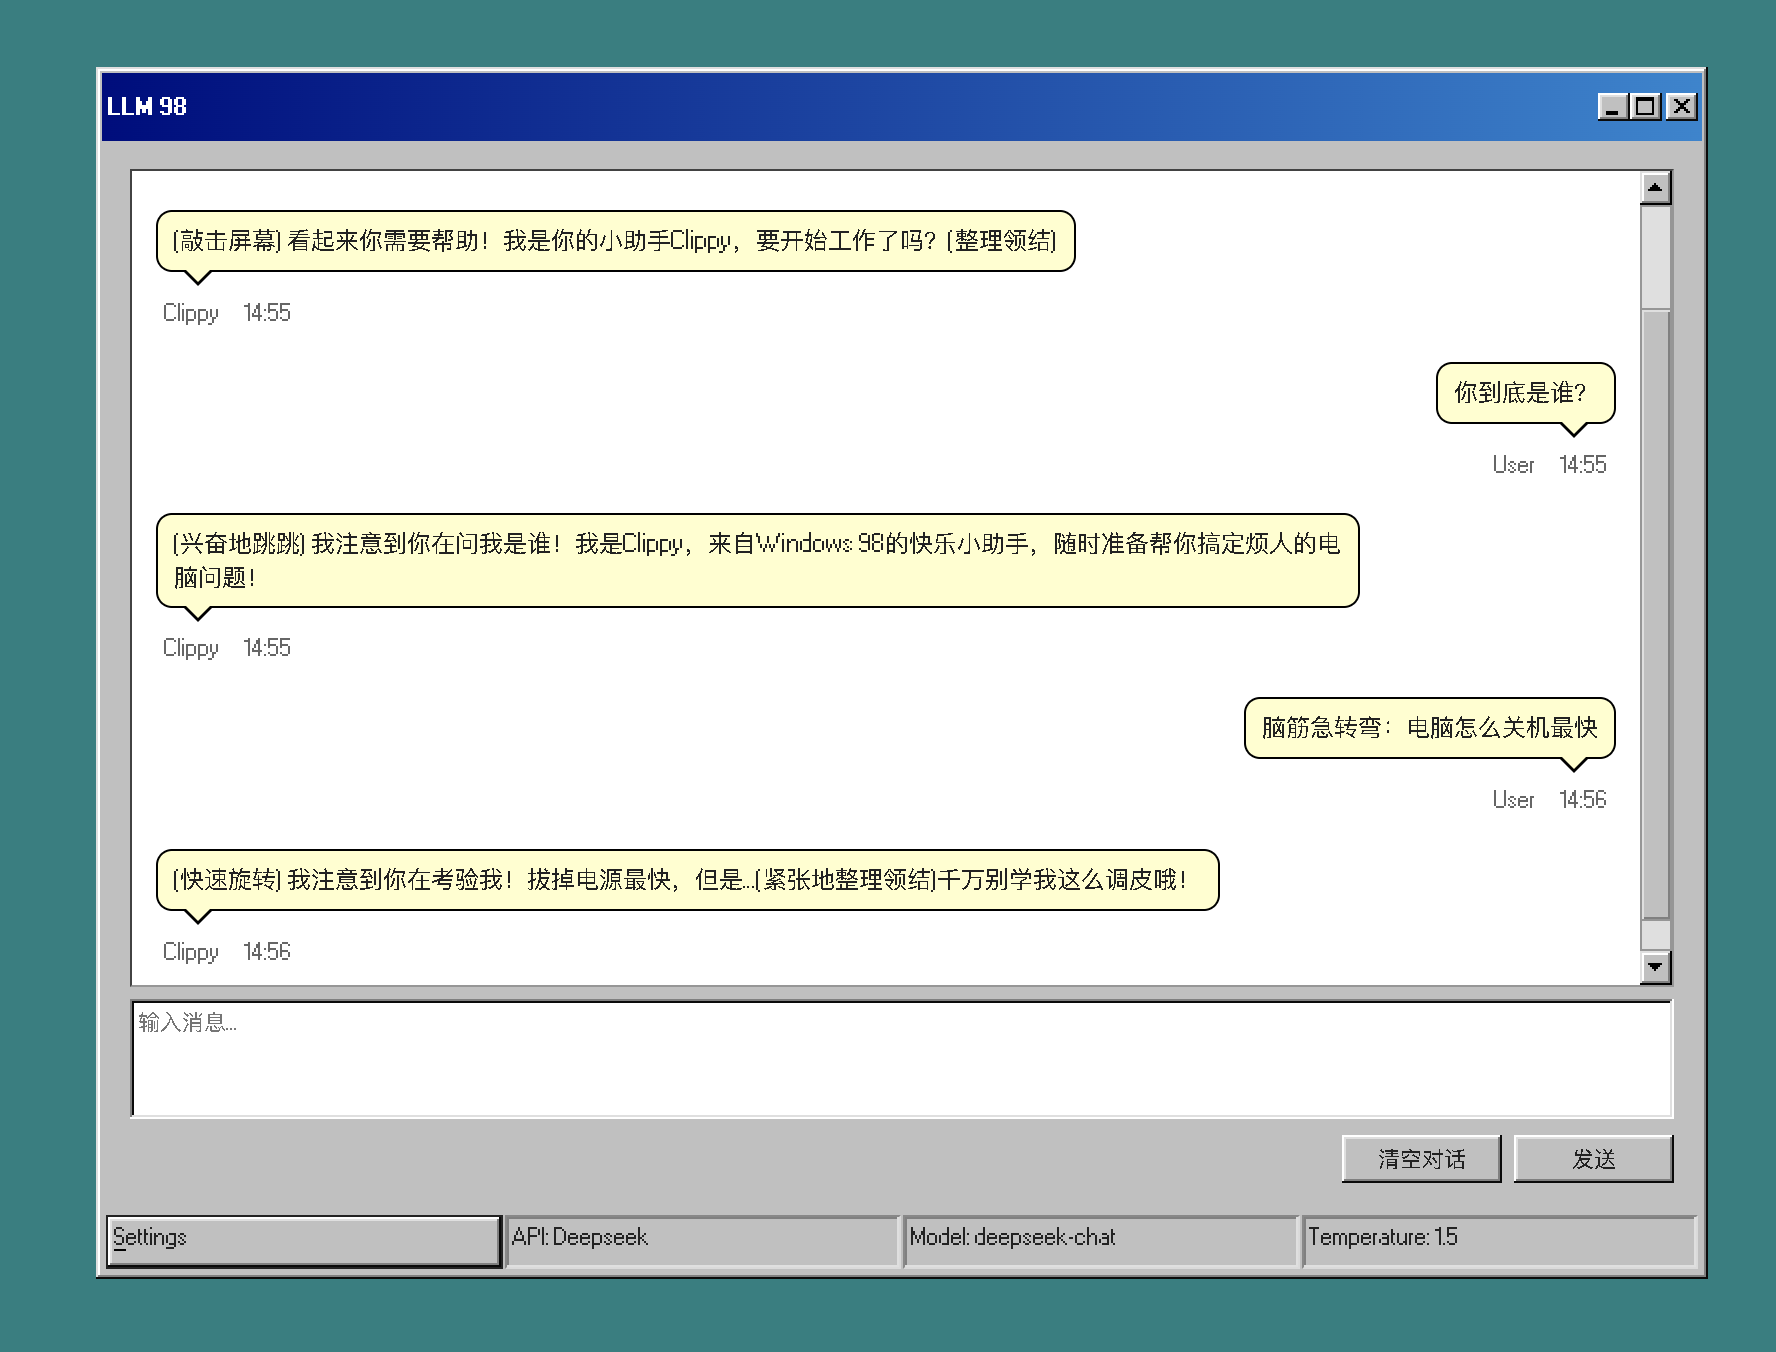 LLM 98
(敲击屏幕) 看起来你需要帮助！我是你的小助手Clippy，要开始工作了吗？(整理领结)
Clippy 14:55
你到底是谁？
User 14:55
(兴奋地跳跳) 我注意到你在问我是谁！我是Clippy，来自Windows 98的快乐小助手，随时准备帮你搞定烦人的电
脑问题！
Clippy 14:55
脑筋急转弯：电脑怎么关机最快
User 14:56
(快速旋转) 我注意到你在考验我！拔掉电源最快，但是...(紧张地整理领结)千万别学我这么调皮哦！
Clippy 14:56
输入消息...
清空对话 发送
Settings API: Deepseek Model: deepseek-chat Temperature: 1.5